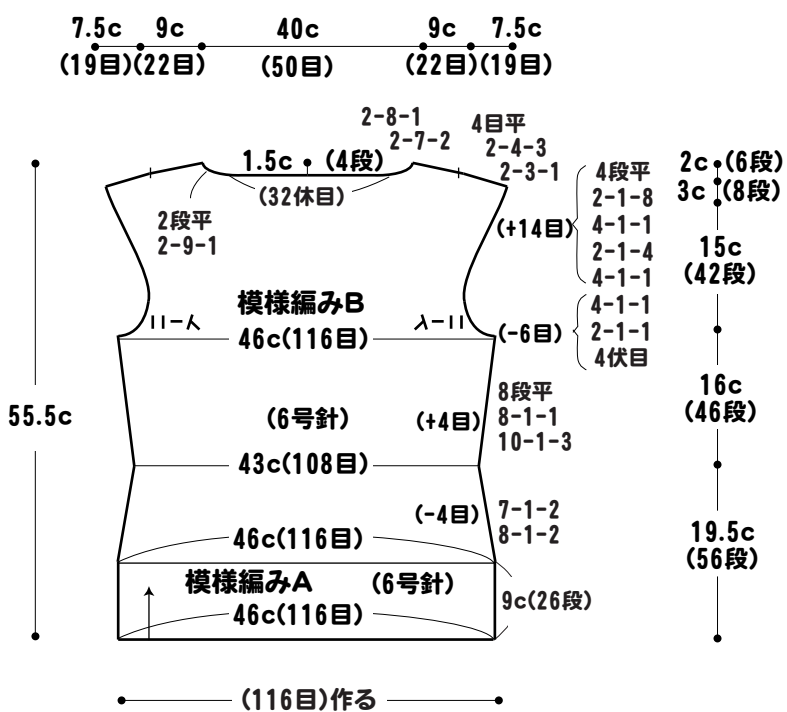 7.5c 9c 40c 9c 7.5c
(19目)(22目) (50目) (22目)(19目)
2-8-1
2-7-2
4目平
2-4-3
2-3-1
1.5c (4段)
(32休目)
2段平
2-9-1
(+14目)
4段平
2-1-8
4-1-1
2-1-4
4-1-1
2c (6段)
3c (8段)
15c
(42段)
模様編みB
46c(116目)
(-6目)
4-1-1
2-1-1
4伏目
16c
(46段)
55.5c
(6号針)
(+4目)
8段平
8-1-1
10-1-3
43c(108目)
(-4目)
7-1-2
8-1-2
19.5c
(56段)
46c(116目)
模様編みA (6号針)
46c(116目)
9c(26段)
(116目)作る